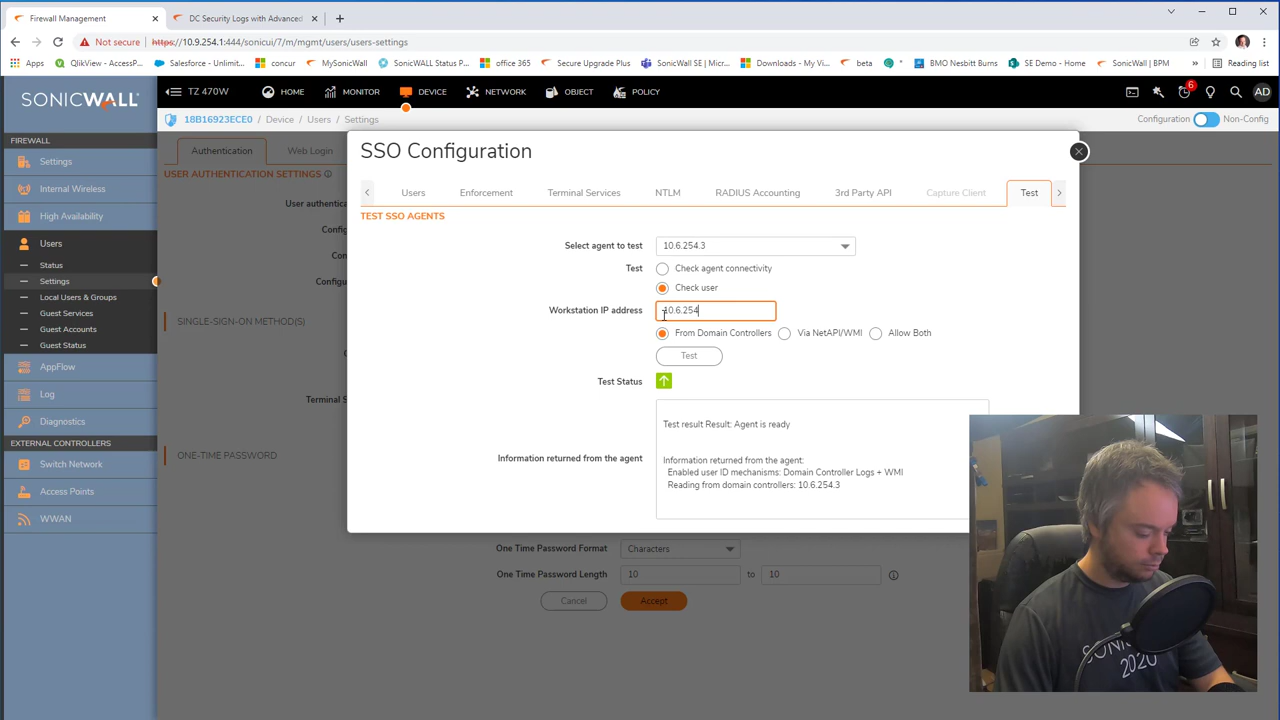 Firewall Management
DC Security Logs with Advanced
Not secure https://10.9.254.1:444/sonicui/7/m/mgmt/users/users-settings
Apps QlikView - AccessP... Salesforce - Unlimit... concur MySonicWall SonicWALL Status P... office 365 Secure Upgrade Plus Microsoft Teams SonicWall SE | Micr... Downloads - My Vi... beta BMO Nesbitt Burns SE Demo - Home SonicWall | BPM Reading list
SONICWALL
TZ 470W HOME MONITOR DEVICE NETWORK OBJECT POLICY 6 AD
18B16923ECE0 / Device / Users / Settings
Configuration Non-Config
FIREWALL
Settings
Internal Wireless
High Availability
Users
Status
Settings
Local Users & Groups
Guest Services
Guest Accounts
Guest Status
AppFlow
Log
Diagnostics
EXTERNAL CONTROLLERS
Switch Network
Access Points
WWAN
Authentication Web Login
USER AUTHENTICATION SETTINGS
User authentica
Config
Con
Configu
SINGLE-SIGN-ON METHOD(S)
Terminal S
ONE-TIME PASSWORD
SSO Configuration
Users Enforcement Terminal Services NTLM RADIUS Accounting 3rd Party API Capture Client Test
TEST SSO AGENTS
Select agent to test 10.6.254.3
Test Check agent connectivity
Check user
Workstation IP address 10.6.254
From Domain Controllers Via NetAPI/WMI Allow Both
Test
Test Status
Test result Result: Agent is ready
Information returned from the agent
Information returned from the agent:
Enabled user ID mechanisms: Domain Controller Logs + WMI
Reading from domain controllers: 10.6.254.3
One Time Password Format Characters
One Time Password Length 10 to 10
Cancel Accept
2020